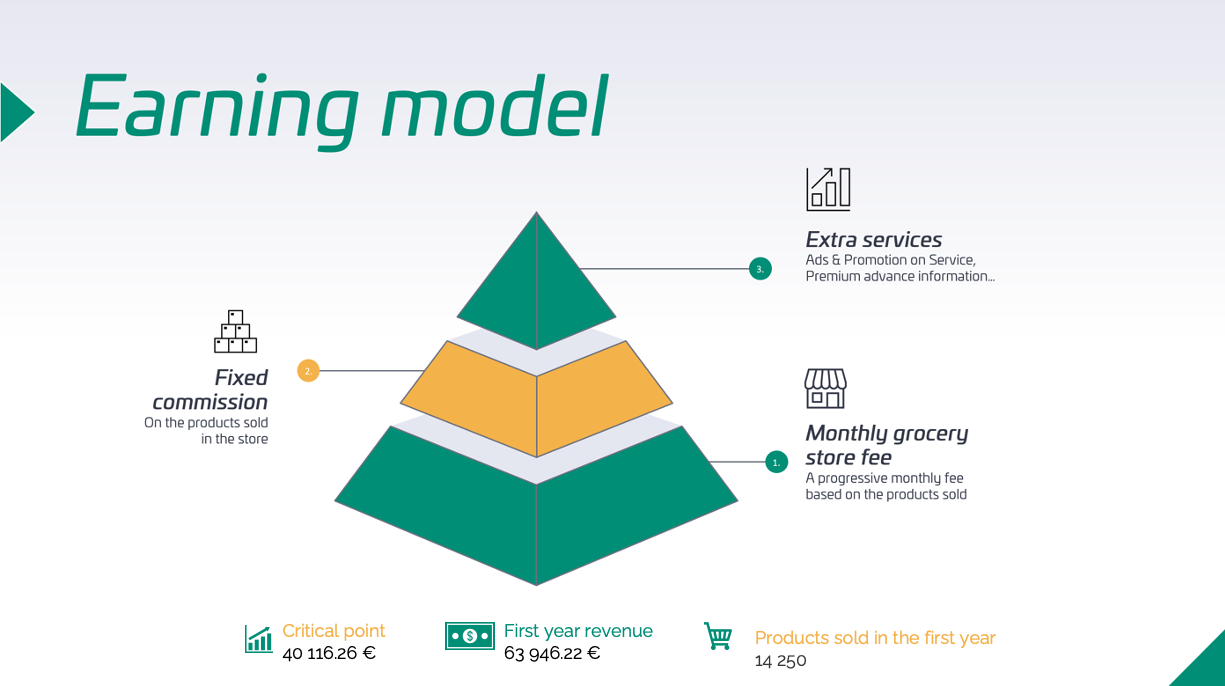 Earning model
3.
Extra services
Ads & Promotion on Service,
Premium advance information...
2.
Fixed
commission
On the products sold
in the store
1.
Monthly grocery
store fee
A progressive monthly fee
based on the products sold
Critical point
40 116.26 €
$
First year revenue
63 946.22 €
Products sold in the first year
14 250